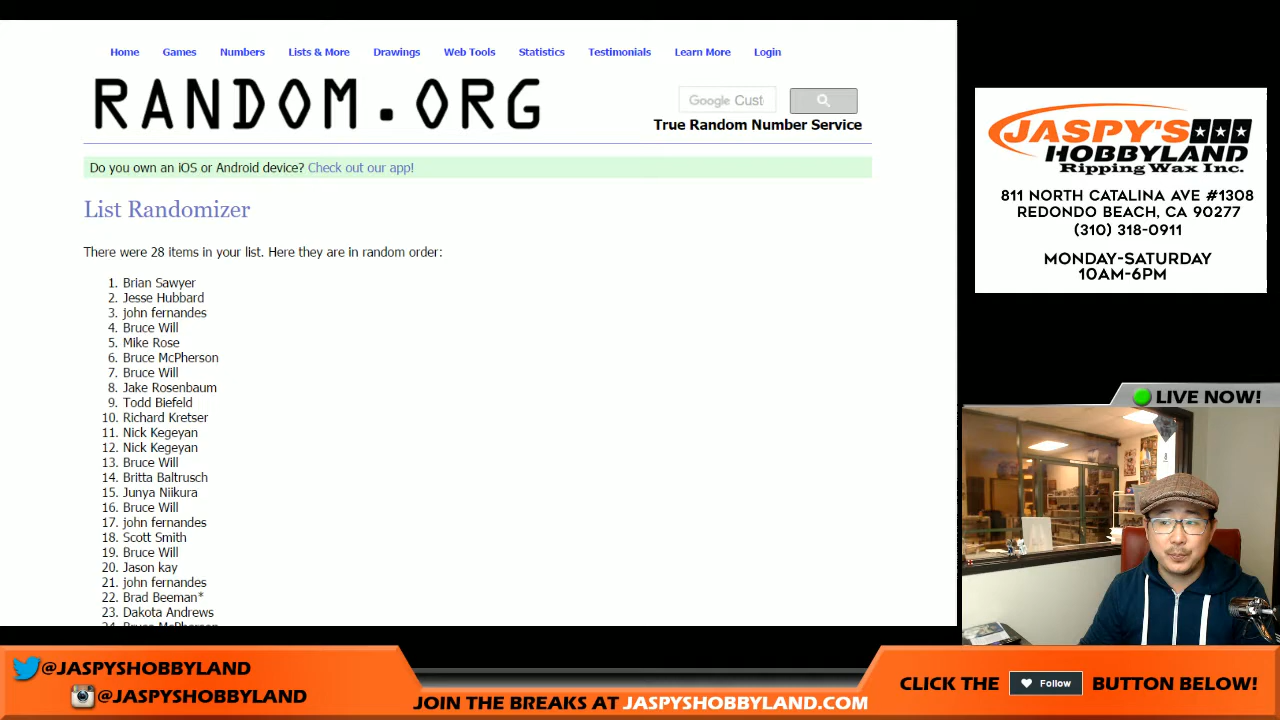 Home Games Numbers Lists & More Drawings Web Tools Statistics Testimonials Learn More Login
RANDOM.ORG
Google Cust
True Random Number Service
Do you own an iOS or Android device? Check out our app!
List Randomizer
There were 28 items in your list. Here they are in random order:
1. Brian Sawyer
2. Jesse Hubbard
3. john fernandes
4. Bruce Will
5. Mike Rose
6. Bruce McPherson
7. Bruce Will
8. Jake Rosenbaum
9. Todd Biefeld
10. Richard Kretser
11. Nick Kegeyan
12. Nick Kegeyan
13. Bruce Will
14. Britta Baltrusch
15. Junya Niikura
16. Bruce Will
17. john fernandes
18. Scott Smith
19. Bruce Will
20. Jason kay
21. john fernandes
22. Brad Beeman*
23. Dakota Andrews
24. Bruce McPherson
JASPY'S
HOBBYLAND
Ripping Wax Inc.
811 NORTH CATALINA AVE #1308
REDONDO BEACH, CA 90277
(310) 318-0911
MONDAY-SATURDAY
10AM-6PM
LIVE NOW!
@JASPYSHOBBYLAND
@JASPYSHOBBYLAND
JOIN THE BREAKS AT JASPYSHOBBYLAND.COM
CLICK THE Follow BUTTON BELOW!